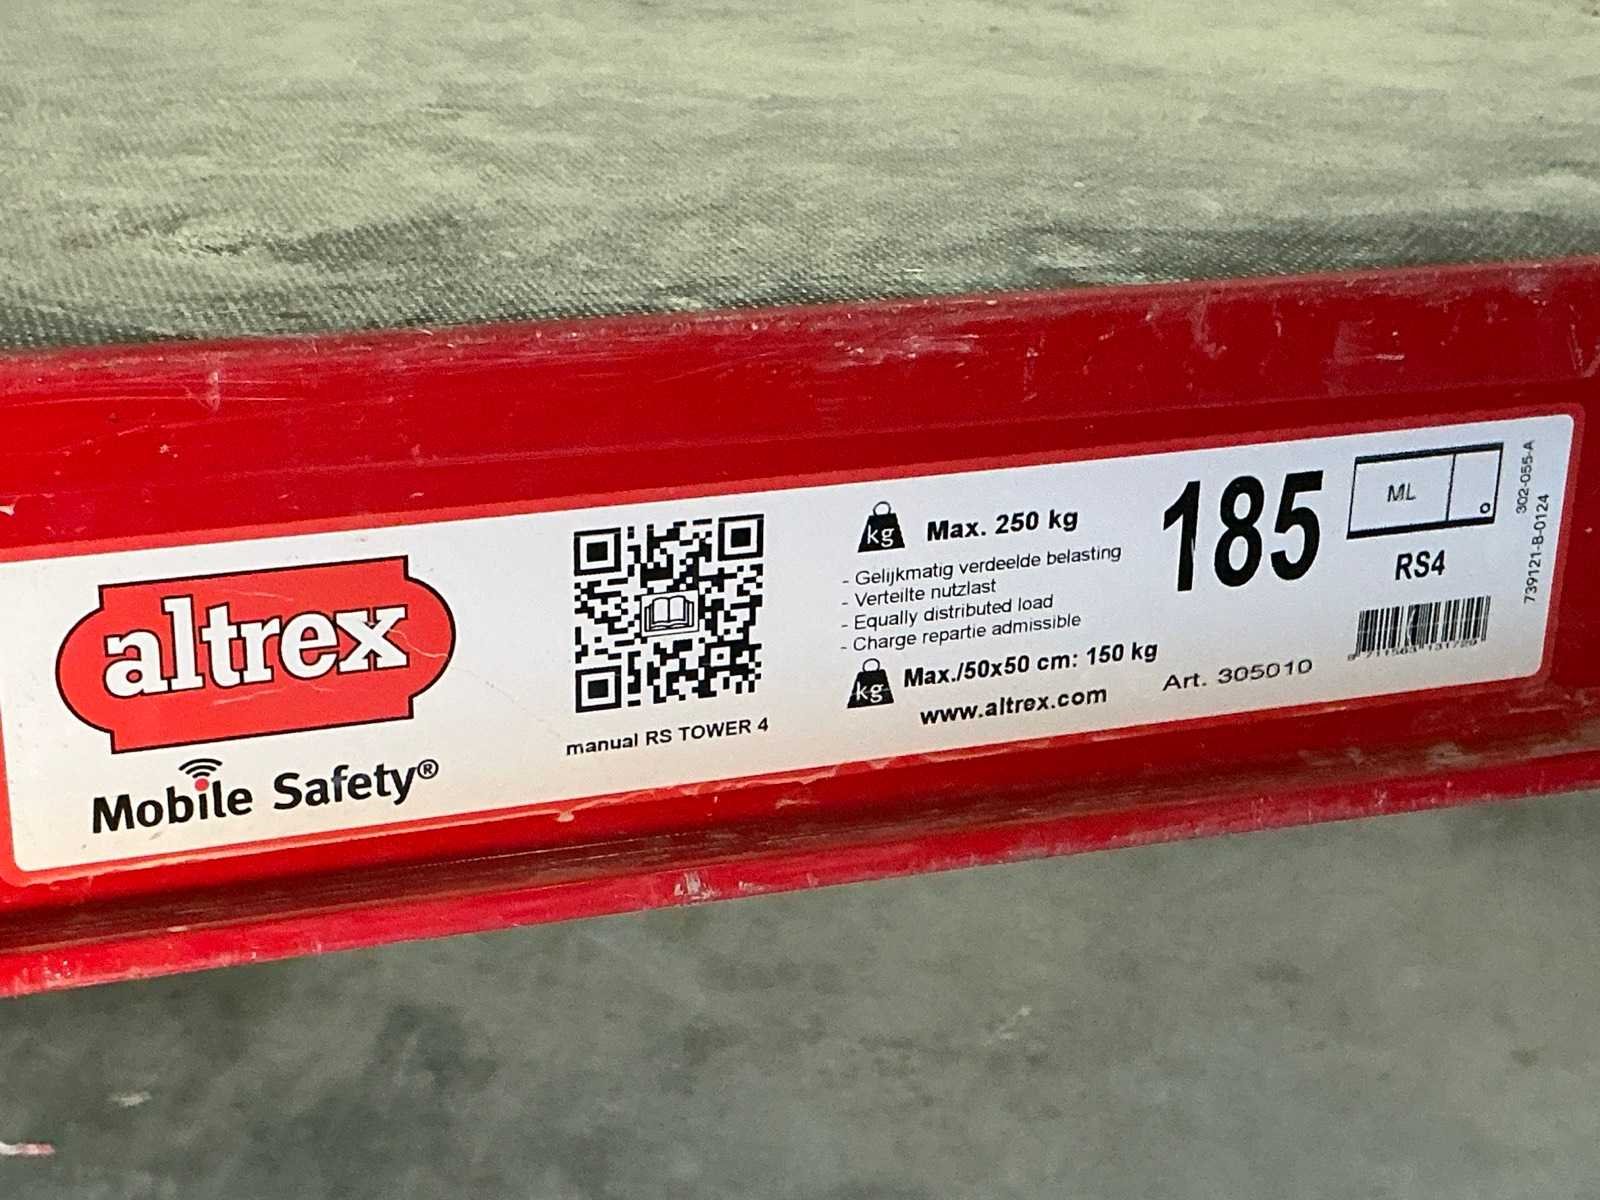 altrex
Mobile Safety®
manual RS TOWER 4
kg Max. 250 kg
- Gelijkmatig verdeelde belasting
- Verteilte nutzlast
- Equally distributed load
- Charge repartie admissible
kg Max./50x50 cm: 150 kg
www.altrex.com
185
Art. 305010
ML
RS4
302-055-A
739121-B-0124